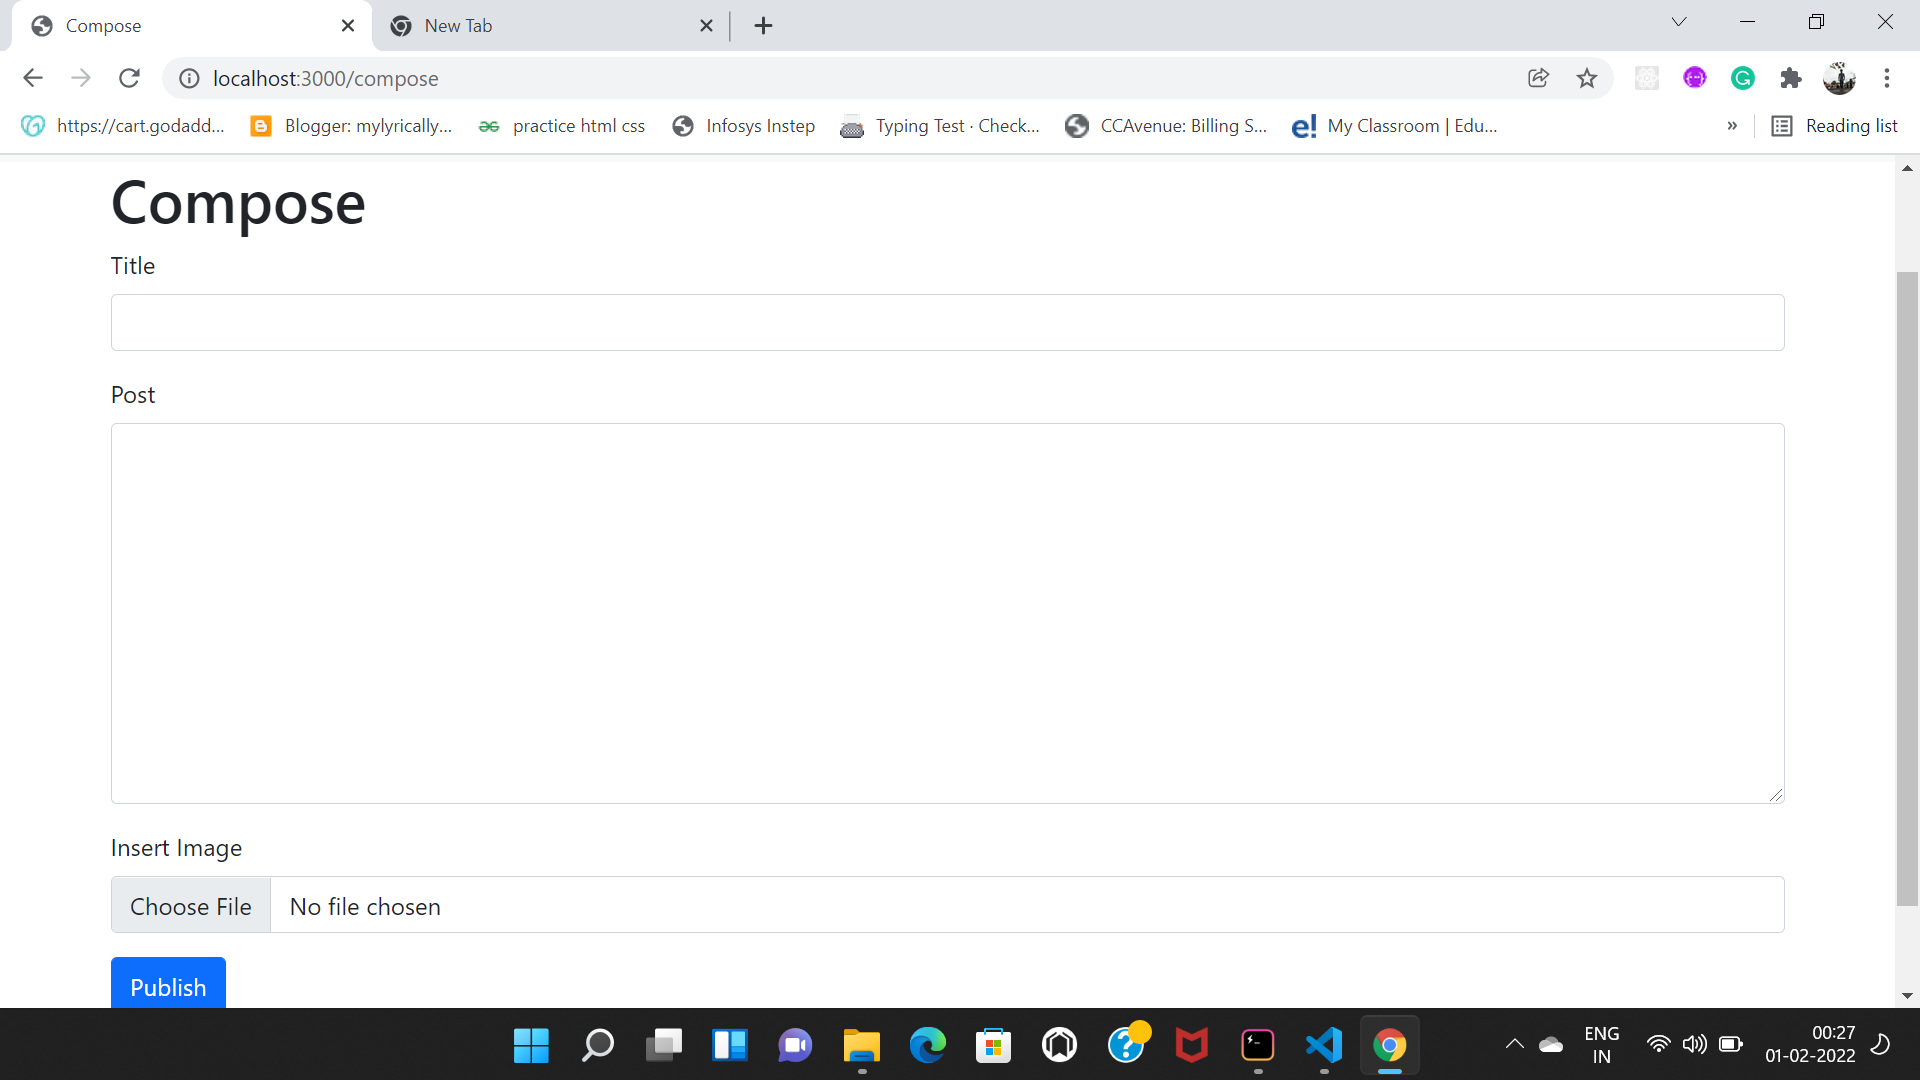 Compose
New Tab
localhost:3000/compose
https://cart.godadd...
Blogger: mylyrically...
practice html css
Infosys Instep
Typing Test · Check...
CCAvenue: Billing S...
e! My Classroom | Edu...
»
Reading list
Compose
Title
Post
Insert Image
Choose File No file chosen
Publish
ENG
IN
00:27
01-02-2022